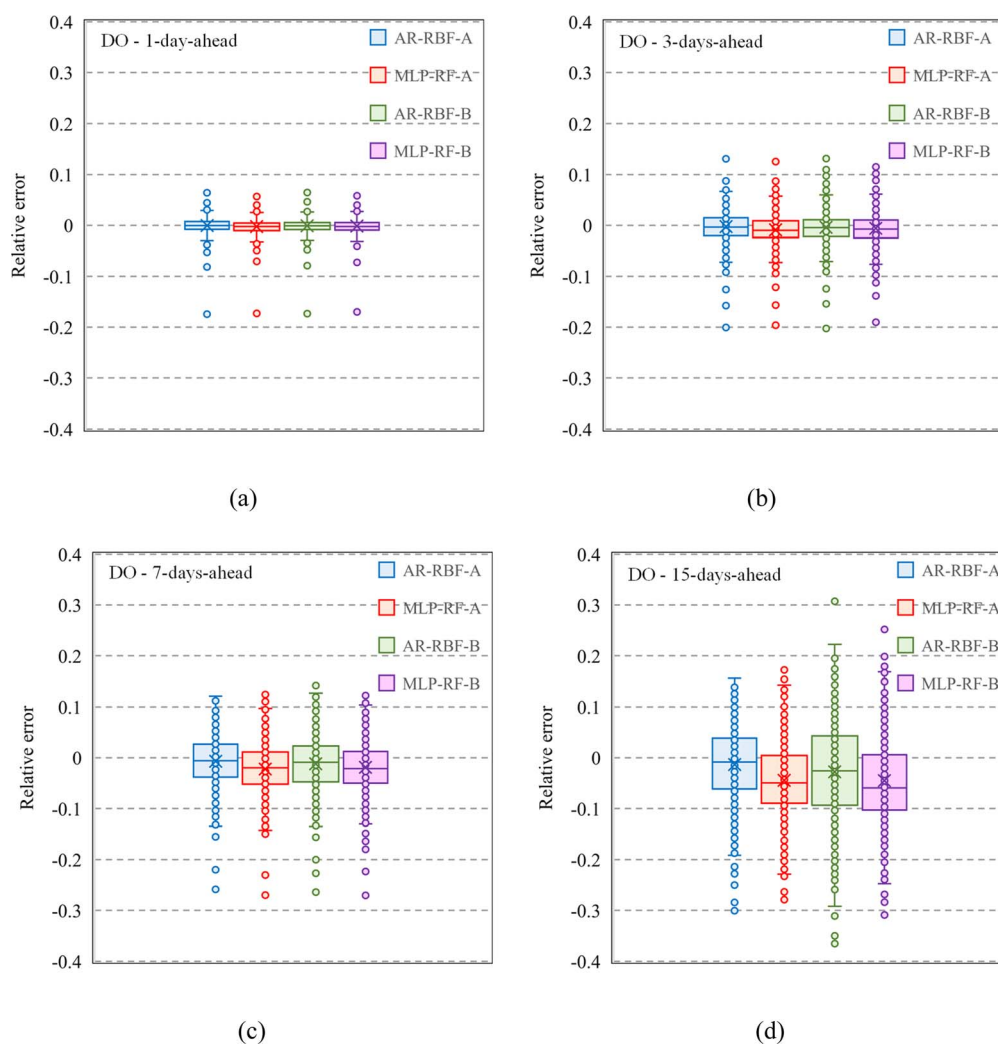 DO - 1-day-ahead
AR-RBF-A
MLP-RF-A
AR-RBF-B
MLP-RF-B
0.4
0.3
0.2
0.1
0
-0.1
-0.2
-0.3
-0.4
Relative error
(a)
DO - 3-days-ahead
AR-RBF-A
MLP-RF-A
AR-RBF-B
MLP-RF-B
0.4
0.3
0.2
0.1
0
-0.1
-0.2
-0.3
-0.4
Relative error
(b)
DO - 7-days-ahead
AR-RBF-A
MLP-RF-A
AR-RBF-B
MLP-RF-B
0.4
0.3
0.2
0.1
0
-0.1
-0.2
-0.3
-0.4
Relative error
(c)
DO - 15-days-ahead
AR-RBF-A
MLP-RF-A
AR-RBF-B
MLP-RF-B
0.4
0.3
0.2
0.1
0
-0.1
-0.2
-0.3
-0.4
Relative error
(d)